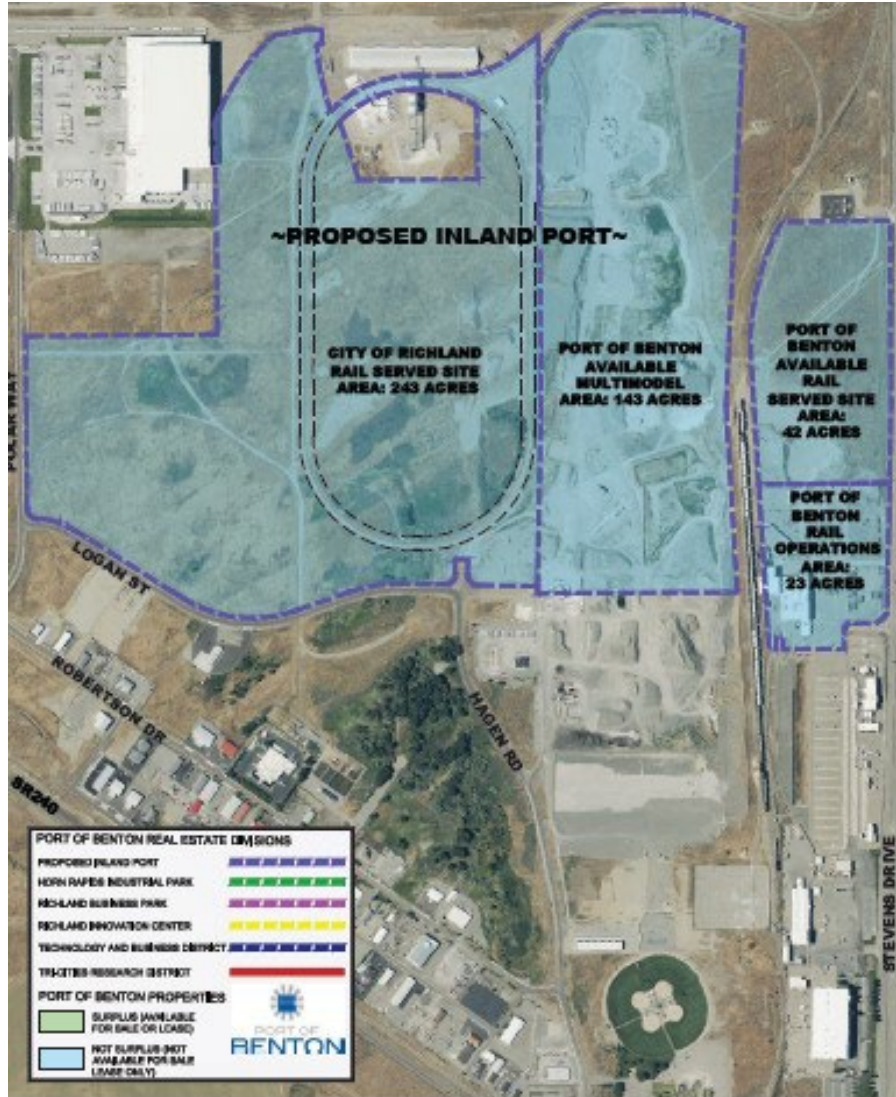 ~PROPOSED INLAND PORT~
CITY OF RICHLAND
RAIL SERVED SITE
AREA: 243 ACRES
PORT OF BENTON
AVAILABLE
MULTIMODEL
AREA: 143 ACRES
PORT OF
BENTON
AVAILABLE
RAIL
SERVED SITE
AREA:
42 ACRES
PORT OF
BENTON
RAIL
OPERATIONS
AREA:
23 ACRES
POLAR WAY
LOGAN ST
ROBERTSON DR
HAGEN RD
SR240
STEVENS DRIVE
PORT OF BENTON REAL ESTATE DIVISIONS
PROPOSED INLAND PORT
HORN RAPIDS INDUSTRIAL PARK
RICHLAND BUSINESS PARK
RICHLAND INNOVATION CENTER
TECHNOLOGY AND BUSINESS DISTRICT
TRI-CITIES RESEARCH DISTRICT
PORT OF BENTON PROPERTIES
SURPLUS (AVAILABLE
FOR SALE OR LEASE)
NOT SURPLUS (NOT
AVAILABLE FOR SALE
LEASE ONLY)
PORT OF
BENTON